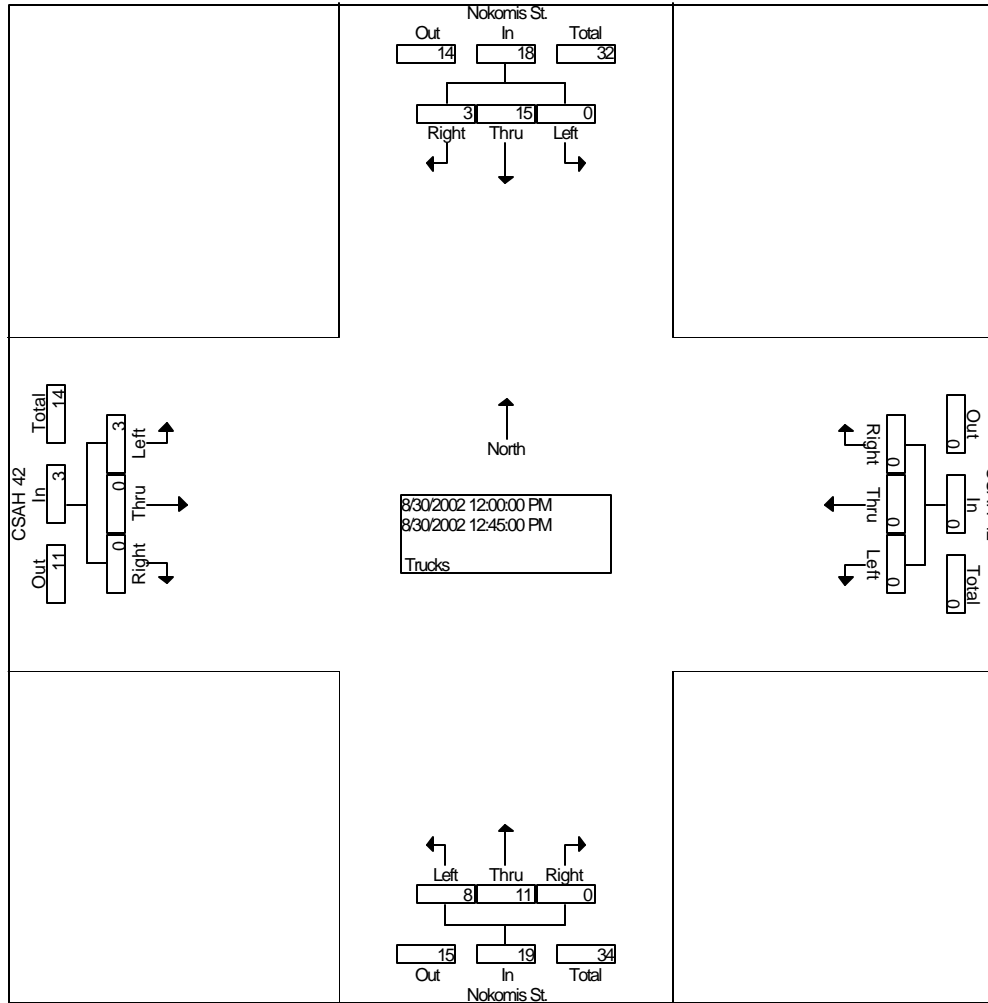 Nokomis St.
Out In Total
14 18 32
3 15 0
Right Thru Left
Total 14
In 3
Out 11
CSAH 42
3 Left
0 Thru
0 Right
North
8/30/2002 12:00:00 PM
8/30/2002 12:45:00 PM
Trucks
Right 0
Thru 0
Left 0
Out 0
In 0
Total 0
Left Thru Right
8 11 0
15 19 34
Out In Total
Nokomis St.